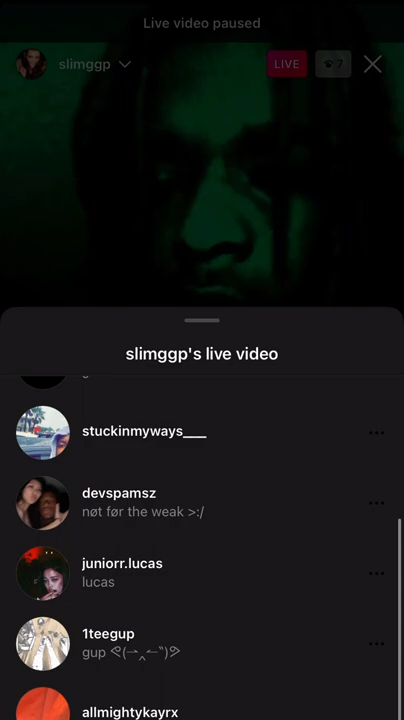 Live video paused
slimggp
LIVE
7
slimggp's live video
stuckinmyways___
devspamsz
nøt før the weak >:/
juniorr.lucas
lucas
1teegup
gup ᕙ(⇀‸↼‶)ᕗ
allmightykayrx